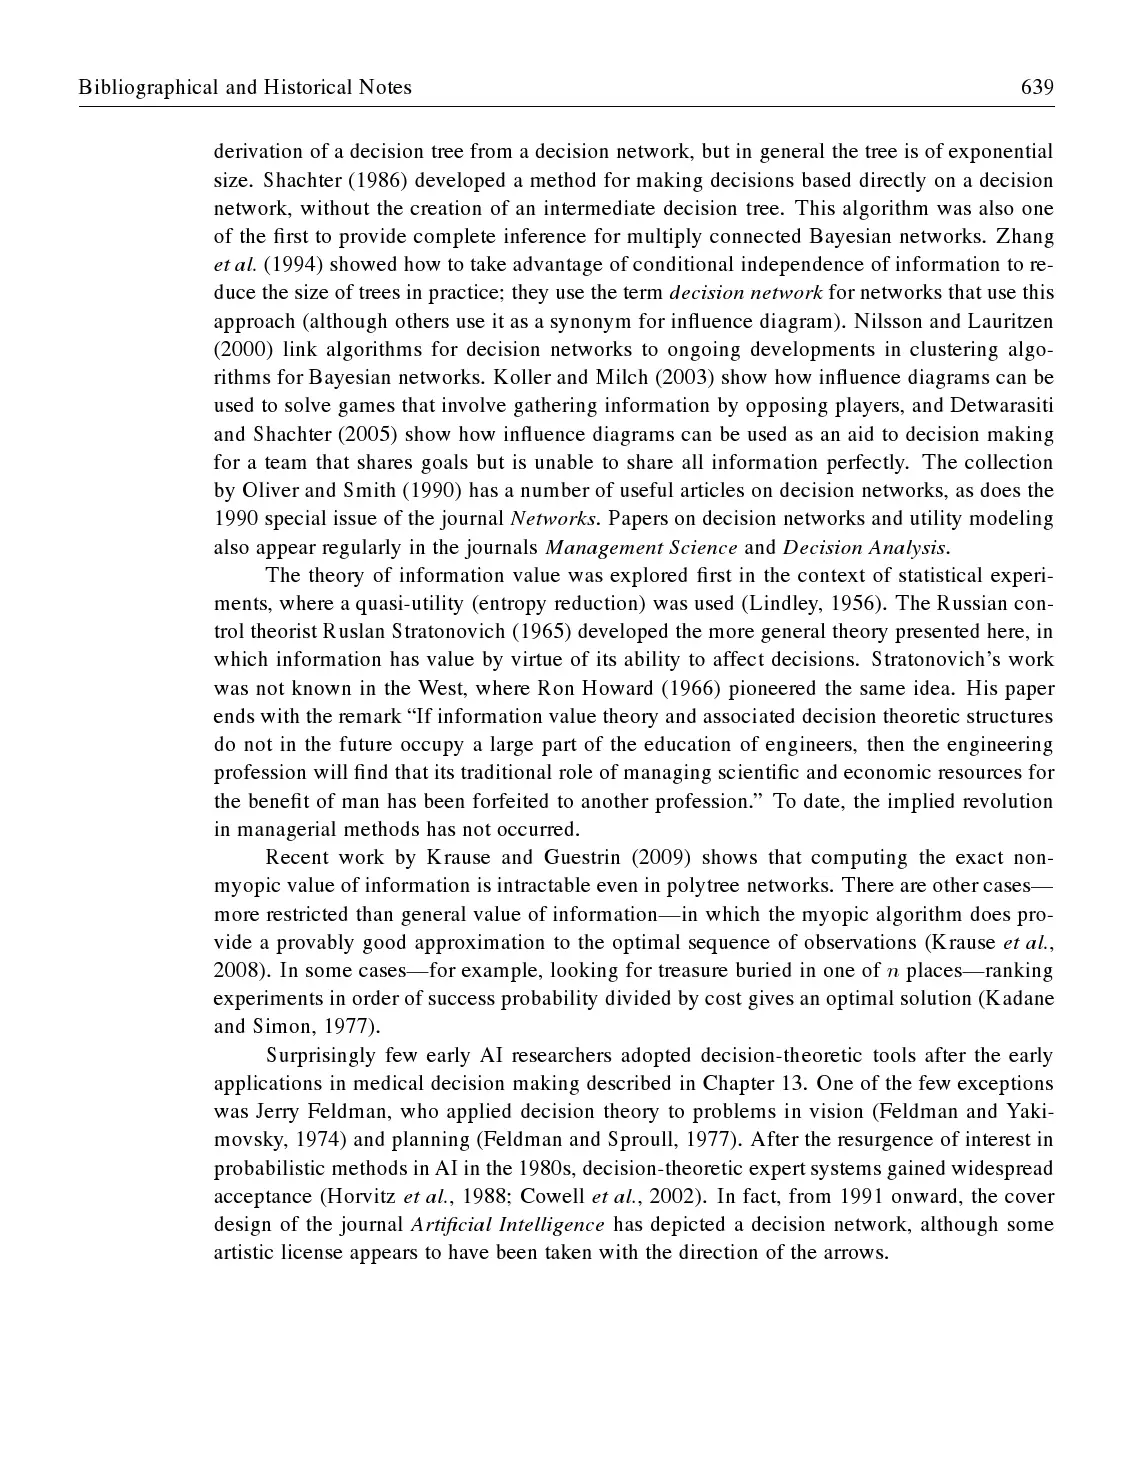 Bibliographical and Historical Notes 639
derivation of a decision tree from a decision network, but in general the tree is of exponential
size. Shachter (1986) developed a method for making decisions based directly on a decision
network, without the creation of an intermediate decision tree. This algorithm was also one
of the first to provide complete inference for multiply connected Bayesian networks. Zhang
et al. (1994) showed how to take advantage of conditional independence of information to re-
duce the size of trees in practice; they use the term decision network for networks that use this
approach (although others use it as a synonym for influence diagram). Nilsson and Lauritzen
(2000) link algorithms for decision networks to ongoing developments in clustering algo-
rithms for Bayesian networks. Koller and Milch (2003) show how influence diagrams can be
used to solve games that involve gathering information by opposing players, and Detwarasiti
and Shachter (2005) show how influence diagrams can be used as an aid to decision making
for a team that shares goals but is unable to share all information perfectly. The collection
by Oliver and Smith (1990) has a number of useful articles on decision networks, as does the
1990 special issue of the journal Networks. Papers on decision networks and utility modeling
also appear regularly in the journals Management Science and Decision Analysis.
The theory of information value was explored first in the context of statistical experi-
ments, where a quasi-utility (entropy reduction) was used (Lindley, 1956). The Russian con-
trol theorist Ruslan Stratonovich (1965) developed the more general theory presented here, in
which information has value by virtue of its ability to affect decisions. Stratonovich's work
was not known in the West, where Ron Howard (1966) pioneered the same idea. His paper
ends with the remark “If information value theory and associated decision theoretic structures
do not in the future occupy a large part of the education of engineers, then the engineering
profession will find that its traditional role of managing scientific and economic resources for
the benefit of man has been forfeited to another profession.” To date, the implied revolution
in managerial methods has not occurred.
Recent work by Krause and Guestrin (2009) shows that computing the exact non-
myopic value of information is intractable even in polytree networks. There are other cases—
more restricted than general value of information—in which the myopic algorithm does pro-
vide a provably good approximation to the optimal sequence of observations (Krause et al.,
2008). In some cases—for example, looking for treasure buried in one of n places—ranking
experiments in order of success probability divided by cost gives an optimal solution (Kadane
and Simon, 1977).
Surprisingly few early AI researchers adopted decision-theoretic tools after the early
applications in medical decision making described in Chapter 13. One of the few exceptions
was Jerry Feldman, who applied decision theory to problems in vision (Feldman and Yaki-
movsky, 1974) and planning (Feldman and Sproull, 1977). After the resurgence of interest in
probabilistic methods in AI in the 1980s, decision-theoretic expert systems gained widespread
acceptance (Horvitz et al., 1988; Cowell et al., 2002). In fact, from 1991 onward, the cover
design of the journal Artificial Intelligence has depicted a decision network, although some
artistic license appears to have been taken with the direction of the arrows.